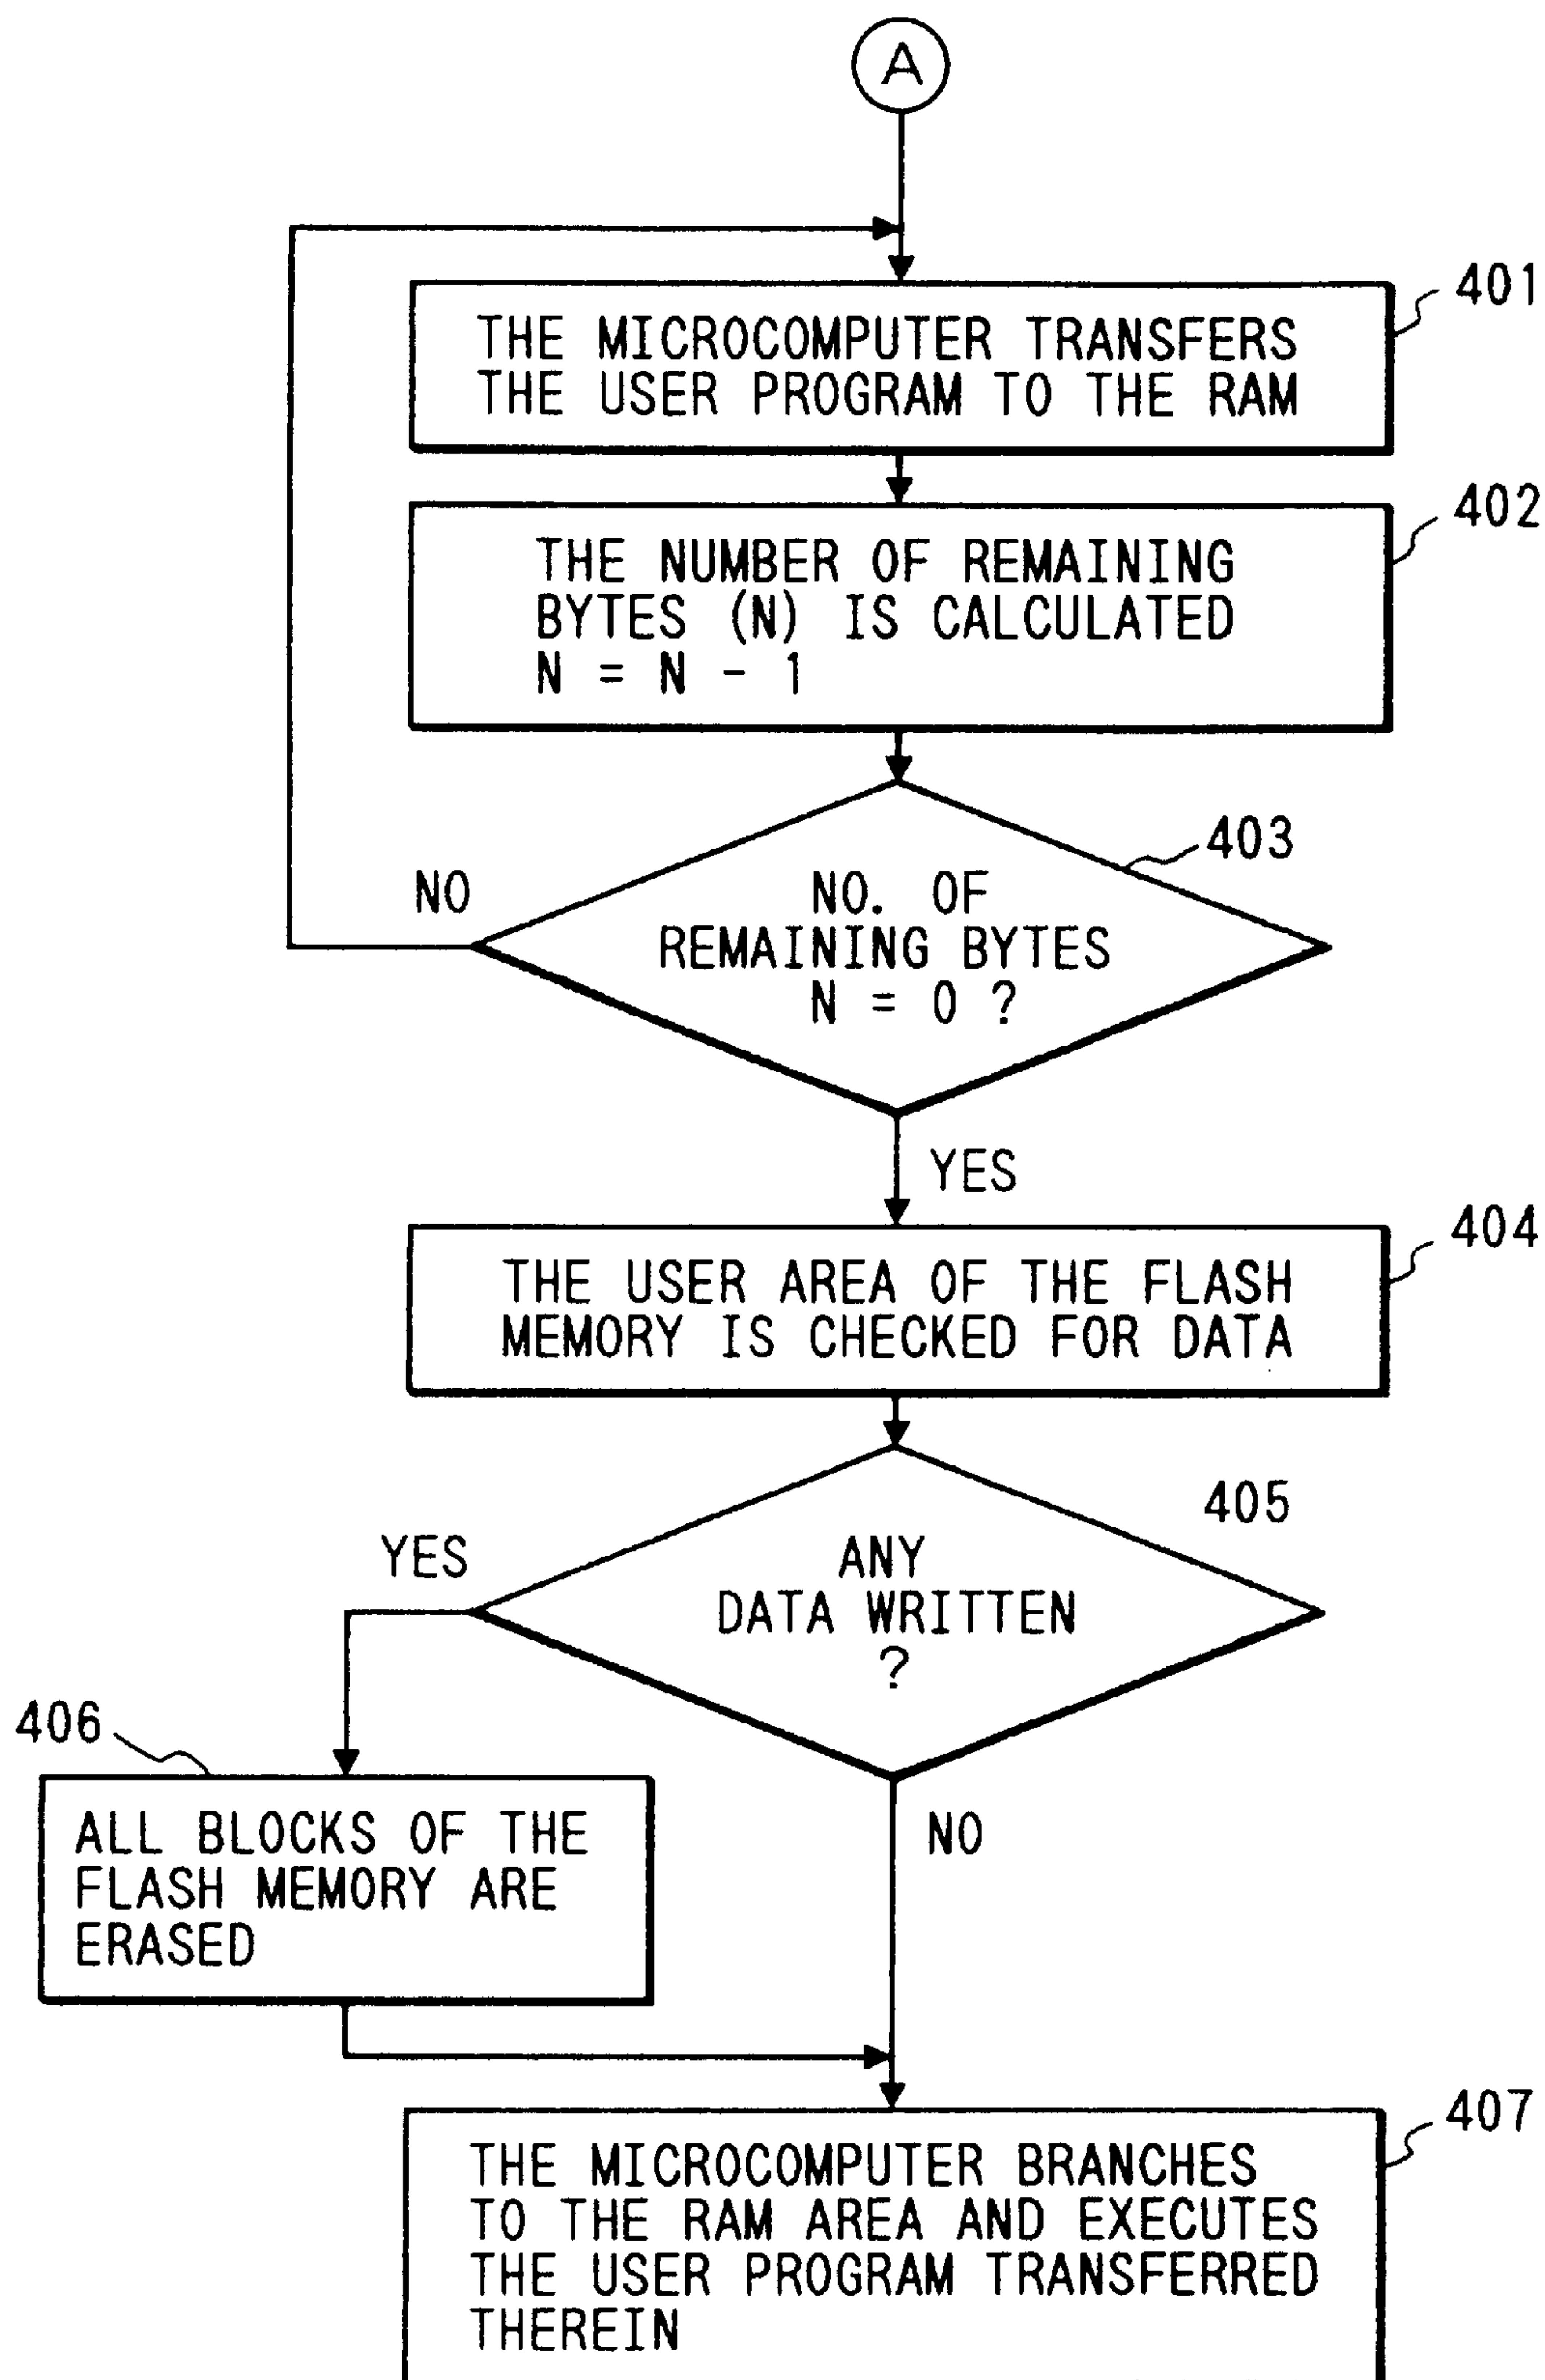 A
401
THE MICROCOMPUTER TRANSFERS
THE USER PROGRAM TO THE RAM
402
THE NUMBER OF REMAINING
BYTES (N) IS CALCULATED
N = N - 1
403
NO
NO. OF
REMAINING BYTES
N = 0 ?
YES
404
THE USER AREA OF THE FLASH
MEMORY IS CHECKED FOR DATA
405
YES
ANY
DATA WRITTEN
?
406
ALL BLOCKS OF THE
FLASH MEMORY ARE
ERASED
NO
407
THE MICROCOMPUTER BRANCHES
TO THE RAM AREA AND EXECUTES
THE USER PROGRAM TRANSFERRED
THEREIN